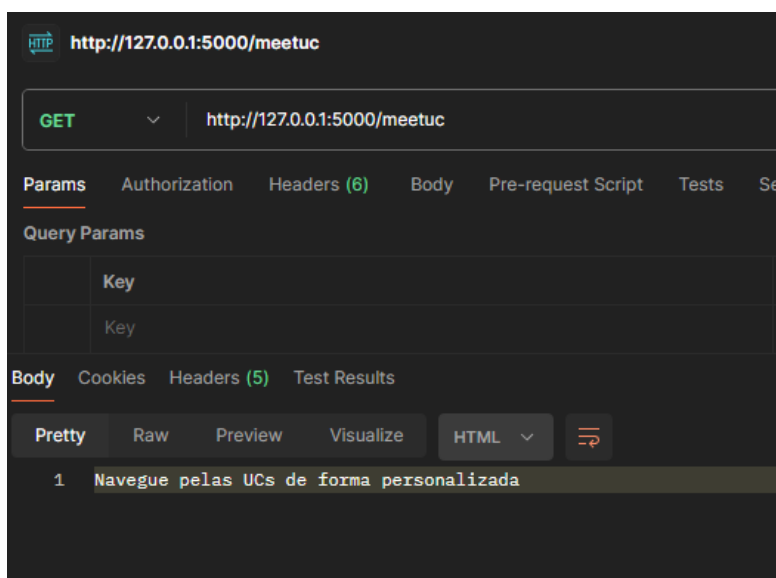 HTTP http://127.0.0.1:5000/meetuc
GET http://127.0.0.1:5000/meetuc
Params Authorization Headers (6) Body Pre-request Script Tests Se
Query Params
Key
Key
Body Cookies Headers (5) Test Results
Pretty Raw Preview Visualize HTML
1 Navegue pelas UCs de forma personalizada